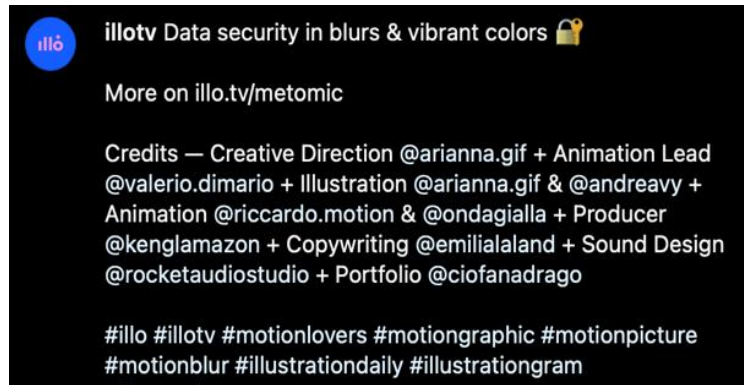 illò
illotv Data security in blurs & vibrant colors 🔐
More on illo.tv/metomic
Credits — Creative Direction @arianna.gif + Animation Lead
@valerio.dimario + Illustration @arianna.gif & @andreavy +
Animation @riccardo.motion & @ondagialla + Producer
@kenglamazon + Copywriting @emilialaland + Sound Design
@rocketaudiostudio + Portfolio @ciofanadrago
#illo #illotv #motionlovers #motiongraphic #motionpicture
#motionblur #illustrationdaily #illustrationgram